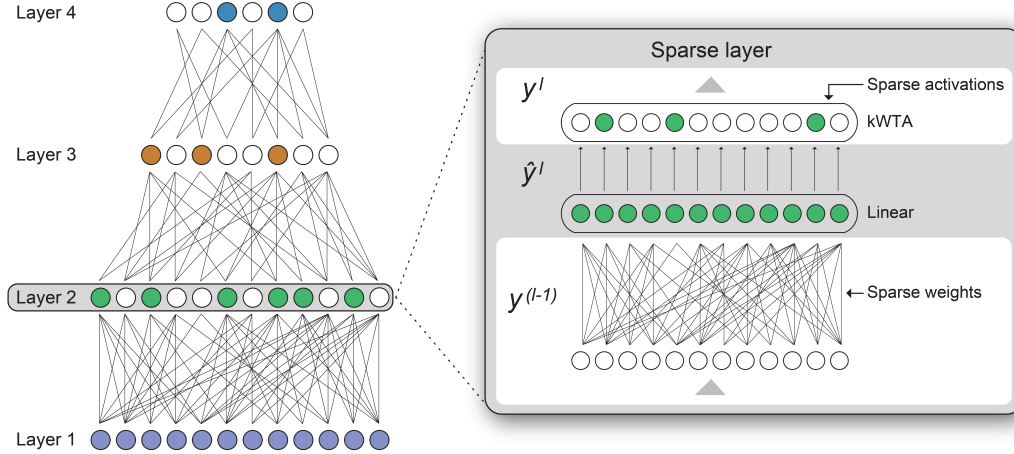 Layer 4
Layer 3
Layer 2
Layer 1
Sparse layer
y^l
Sparse activations
kWTA
ŷ^l
Linear
y^(l-1)
Sparse weights